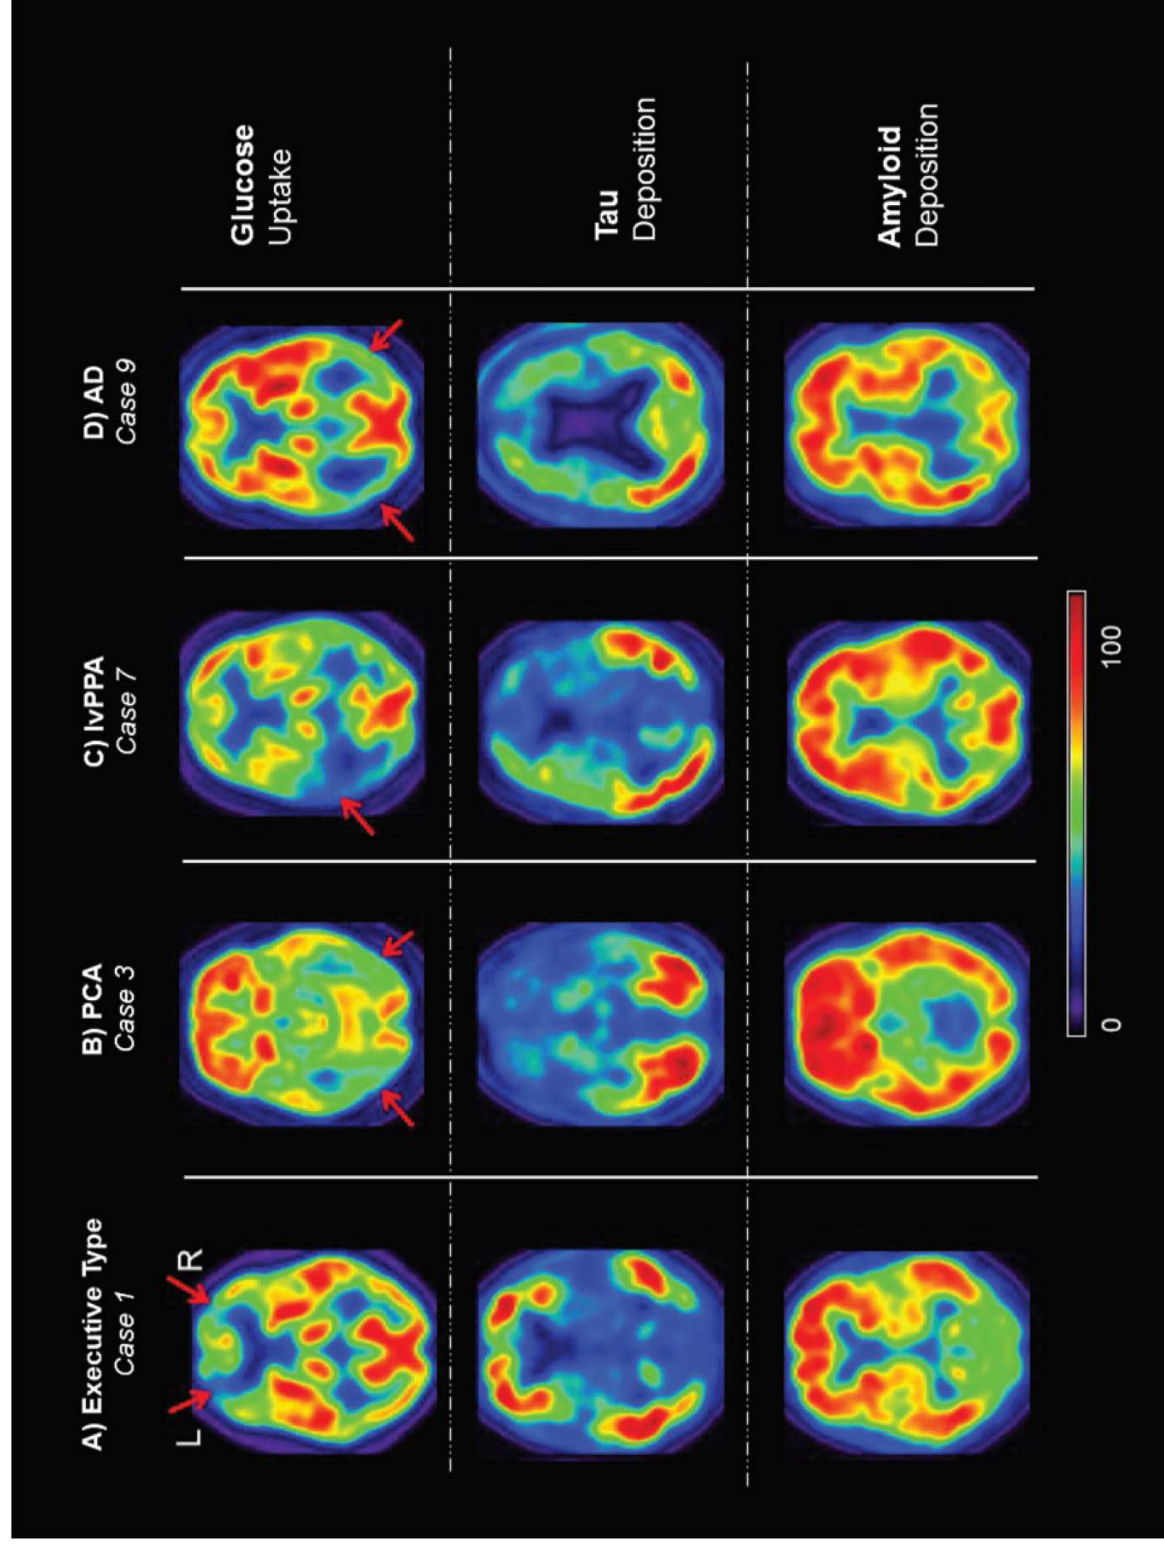 A) Executive Type
Case 1
B) PCA
Case 3
C) lvPPA
Case 7
D) AD
Case 9
L
R
Glucose
Uptake
Tau
Deposition
Amyloid
Deposition
0
100